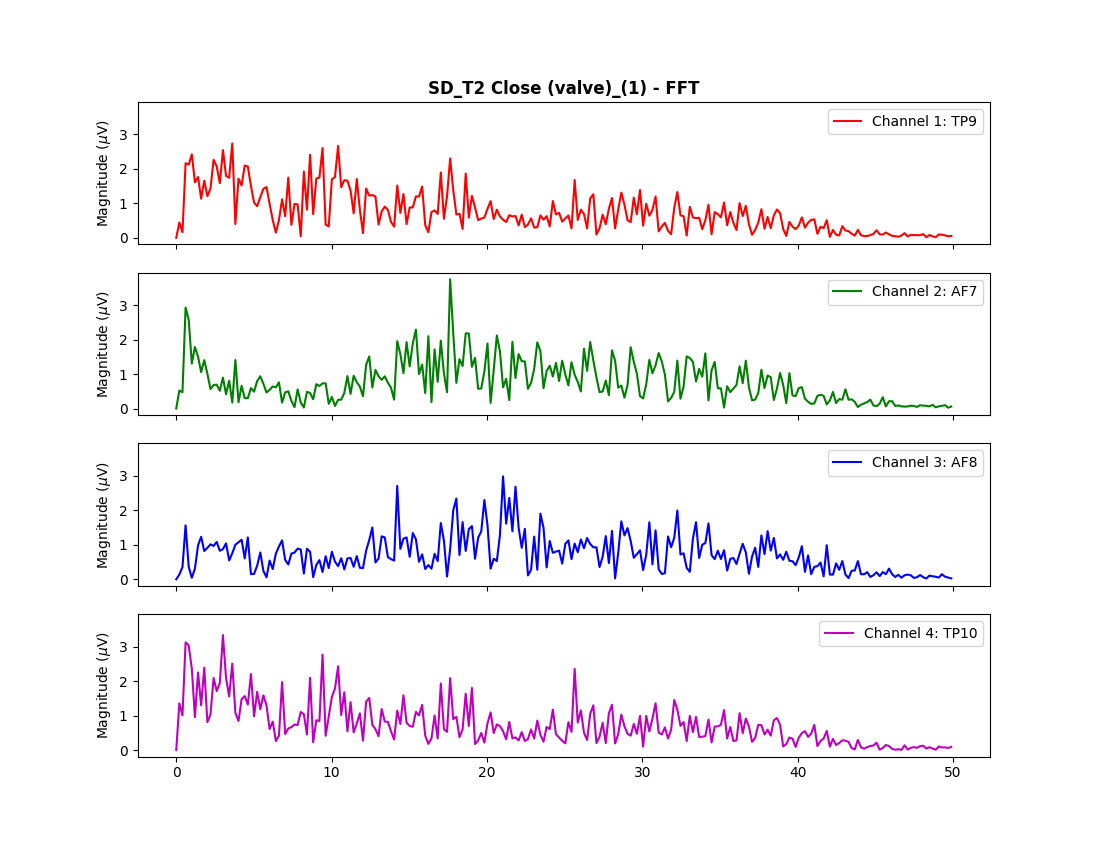 SD_T2 Close (valve)_(1) - FFT
Magnitude (μV)
3
2
1
0
Channel 1: TP9
Magnitude (μV)
3
2
1
0
Channel 2: AF7
Magnitude (μV)
3
2
1
0
Channel 3: AF8
Magnitude (μV)
3
2
1
0
Channel 4: TP10
0 10 20 30 40 50